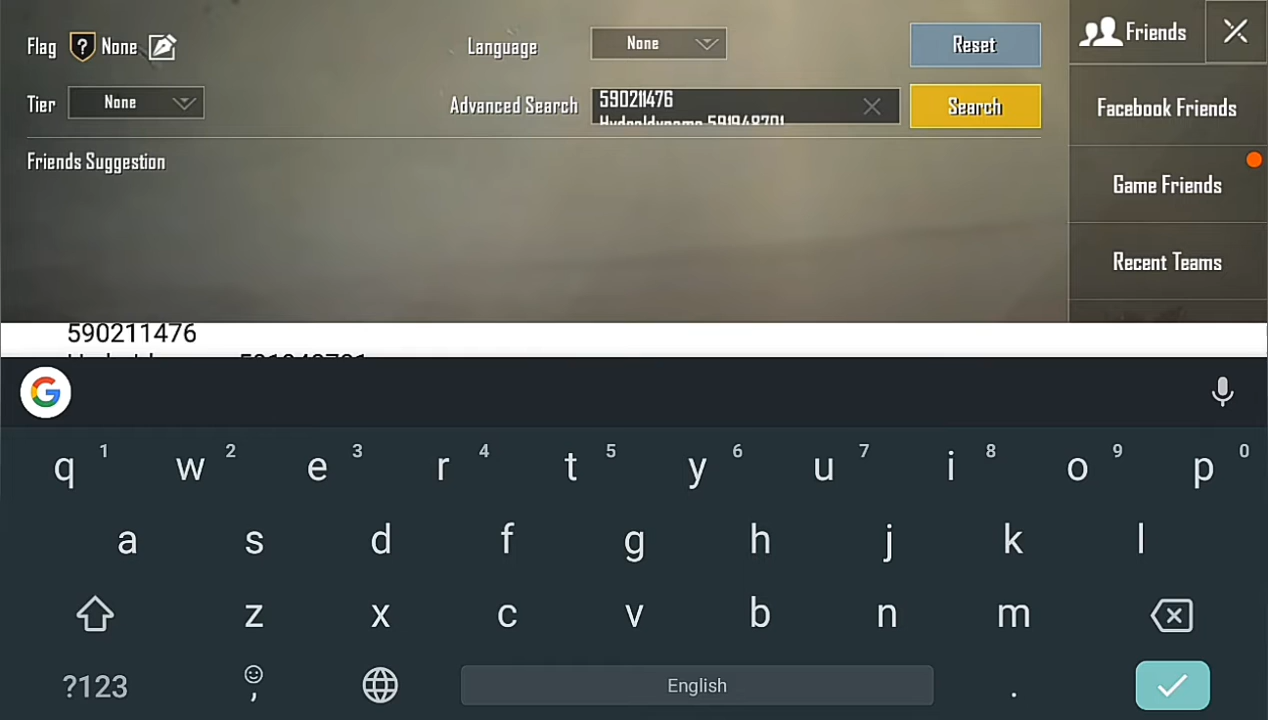 Flag ? None
Language None
Reset
Friends
Tier None
Advanced Search 590211476
Search
Facebook Friends
Friends Suggestion
Game Friends
Recent Teams
590211476
G
q 1 w 2 e 3 r 4 t 5 y 6 u 7 i 8 o 9 p 0
a s d f g h j k l
z x c v b n m
?123 , English .